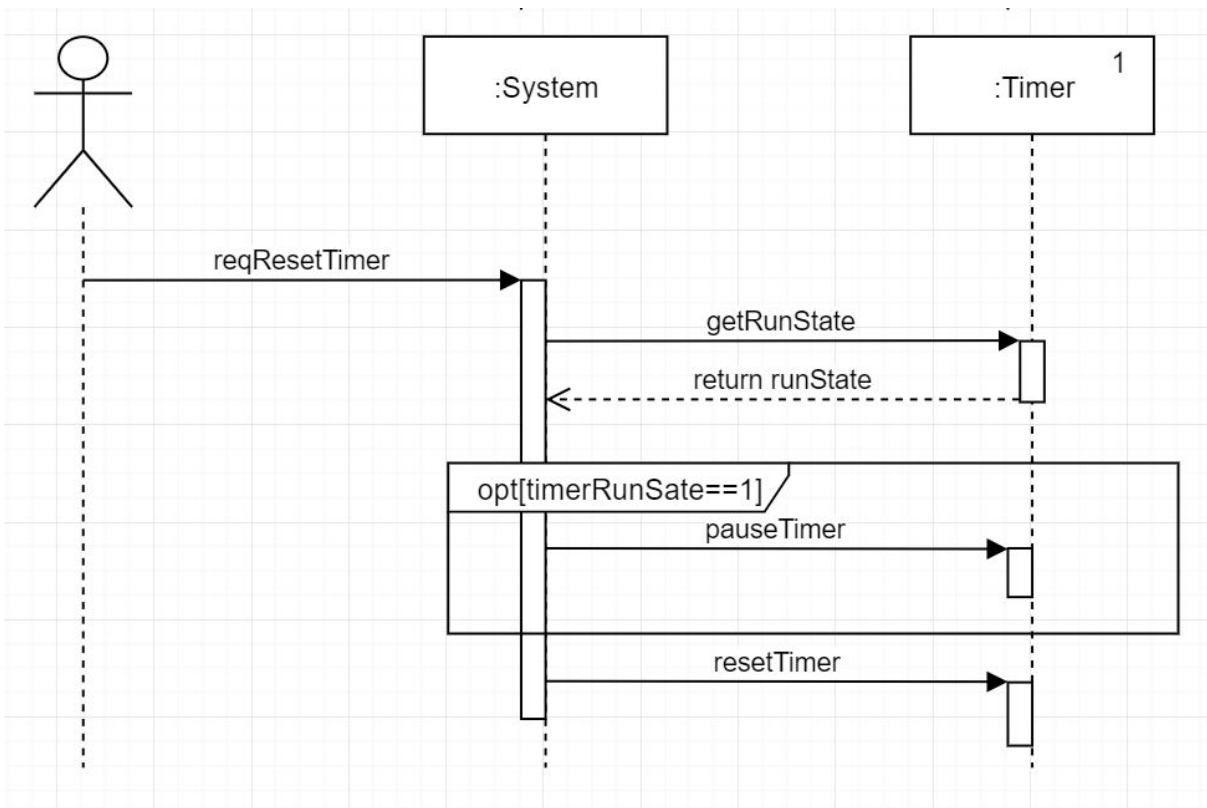 :System
1
:Timer
reqResetTimer
getRunState
return runState
opt[timerRunSate==1]
pauseTimer
resetTimer